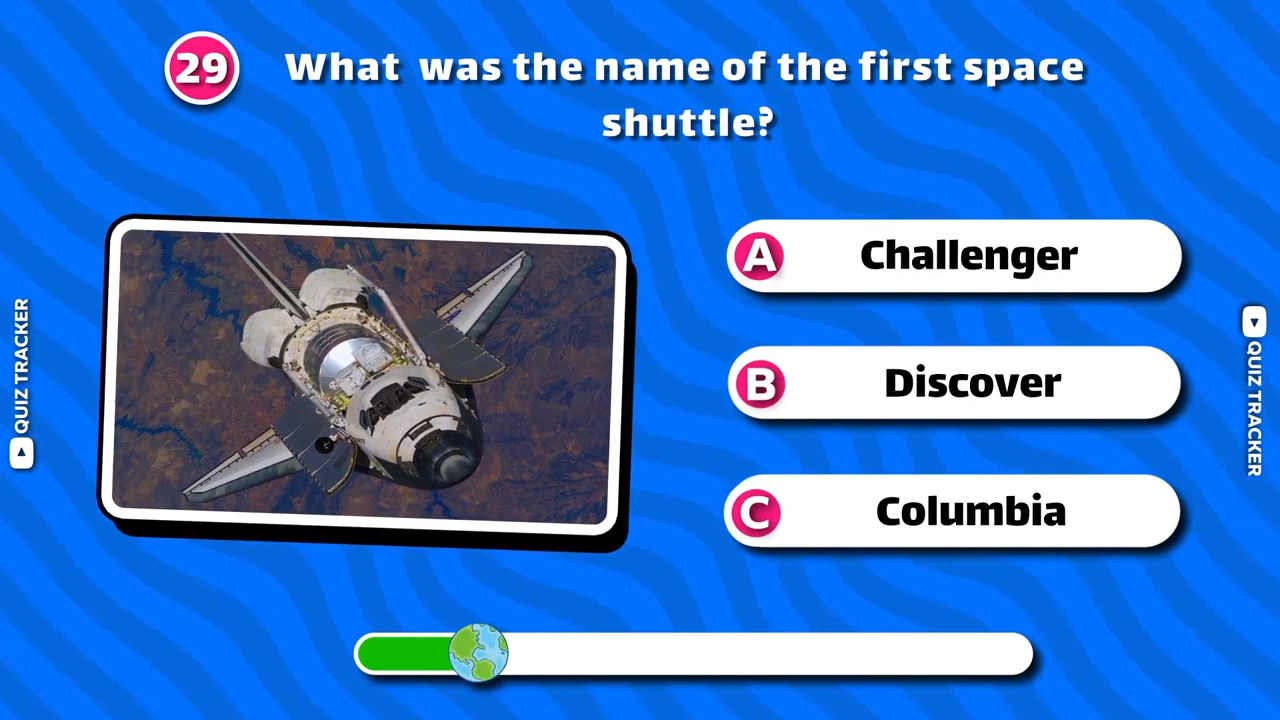 29
What was the name of the first space
shuttle?
A Challenger
B Discover
C Columbia
QUIZ TRACKER
QUIZ TRACKER